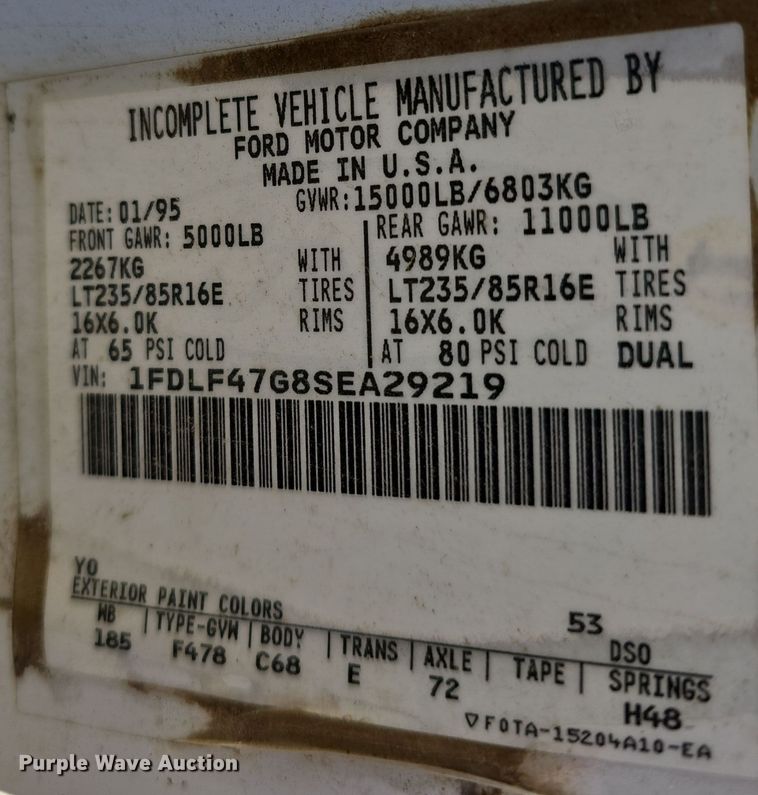 INCOMPLETE VEHICLE MANUFACTURED BY
FORD MOTOR COMPANY
MADE IN U.S.A.
DATE: 01/95 GVWR: 15000LB/6803KG
FRONT GAWR: 5000LB REAR GAWR: 11000LB
2267KG WITH 4989KG WITH
LT235/85R16E TIRES LT235/85R16E TIRES
16X6.0K RIMS 16X6.0K RIMS
AT 65 PSI COLD AT 80 PSI COLD DUAL
VIN: 1FDLF47G8SEA29219
YO
EXTERIOR PAINT COLORS 53 DSO
WB TYPE-GVW BODY TRANS AXLE TAPE SPRINGS
185 F478 C68 E 72 H48
F0TA-15204A10-EA
Purple Wave Auction